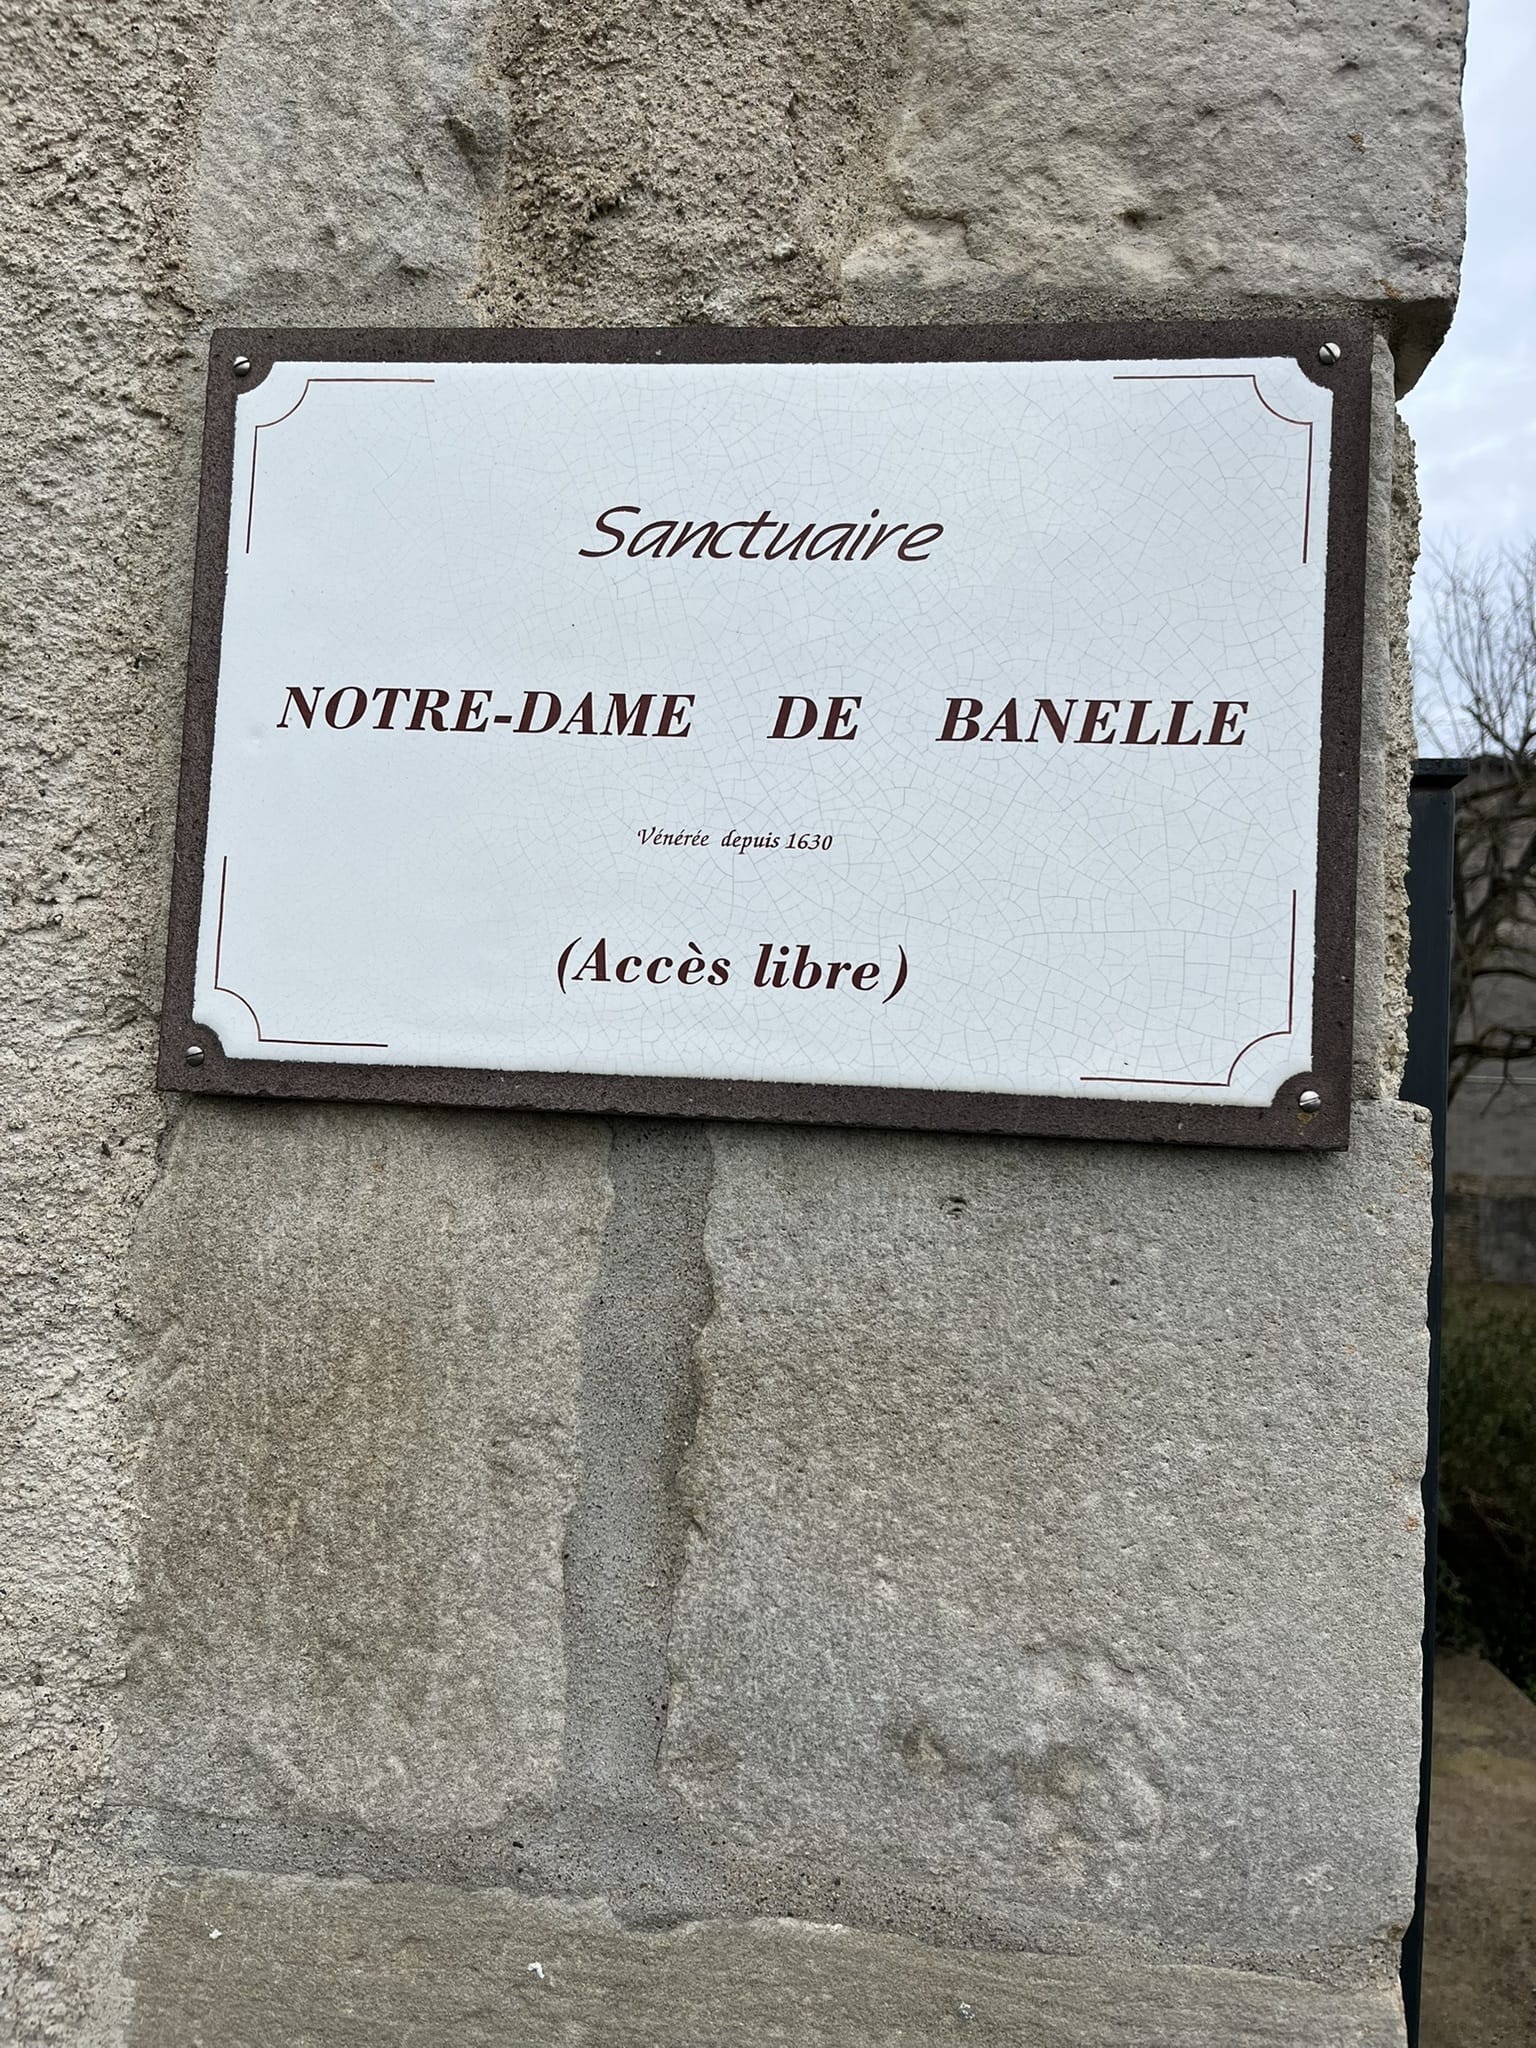 Sanctuaire
NOTRE-DAME DE BANELLE
Vénérée depuis 1630
(Accès libre)